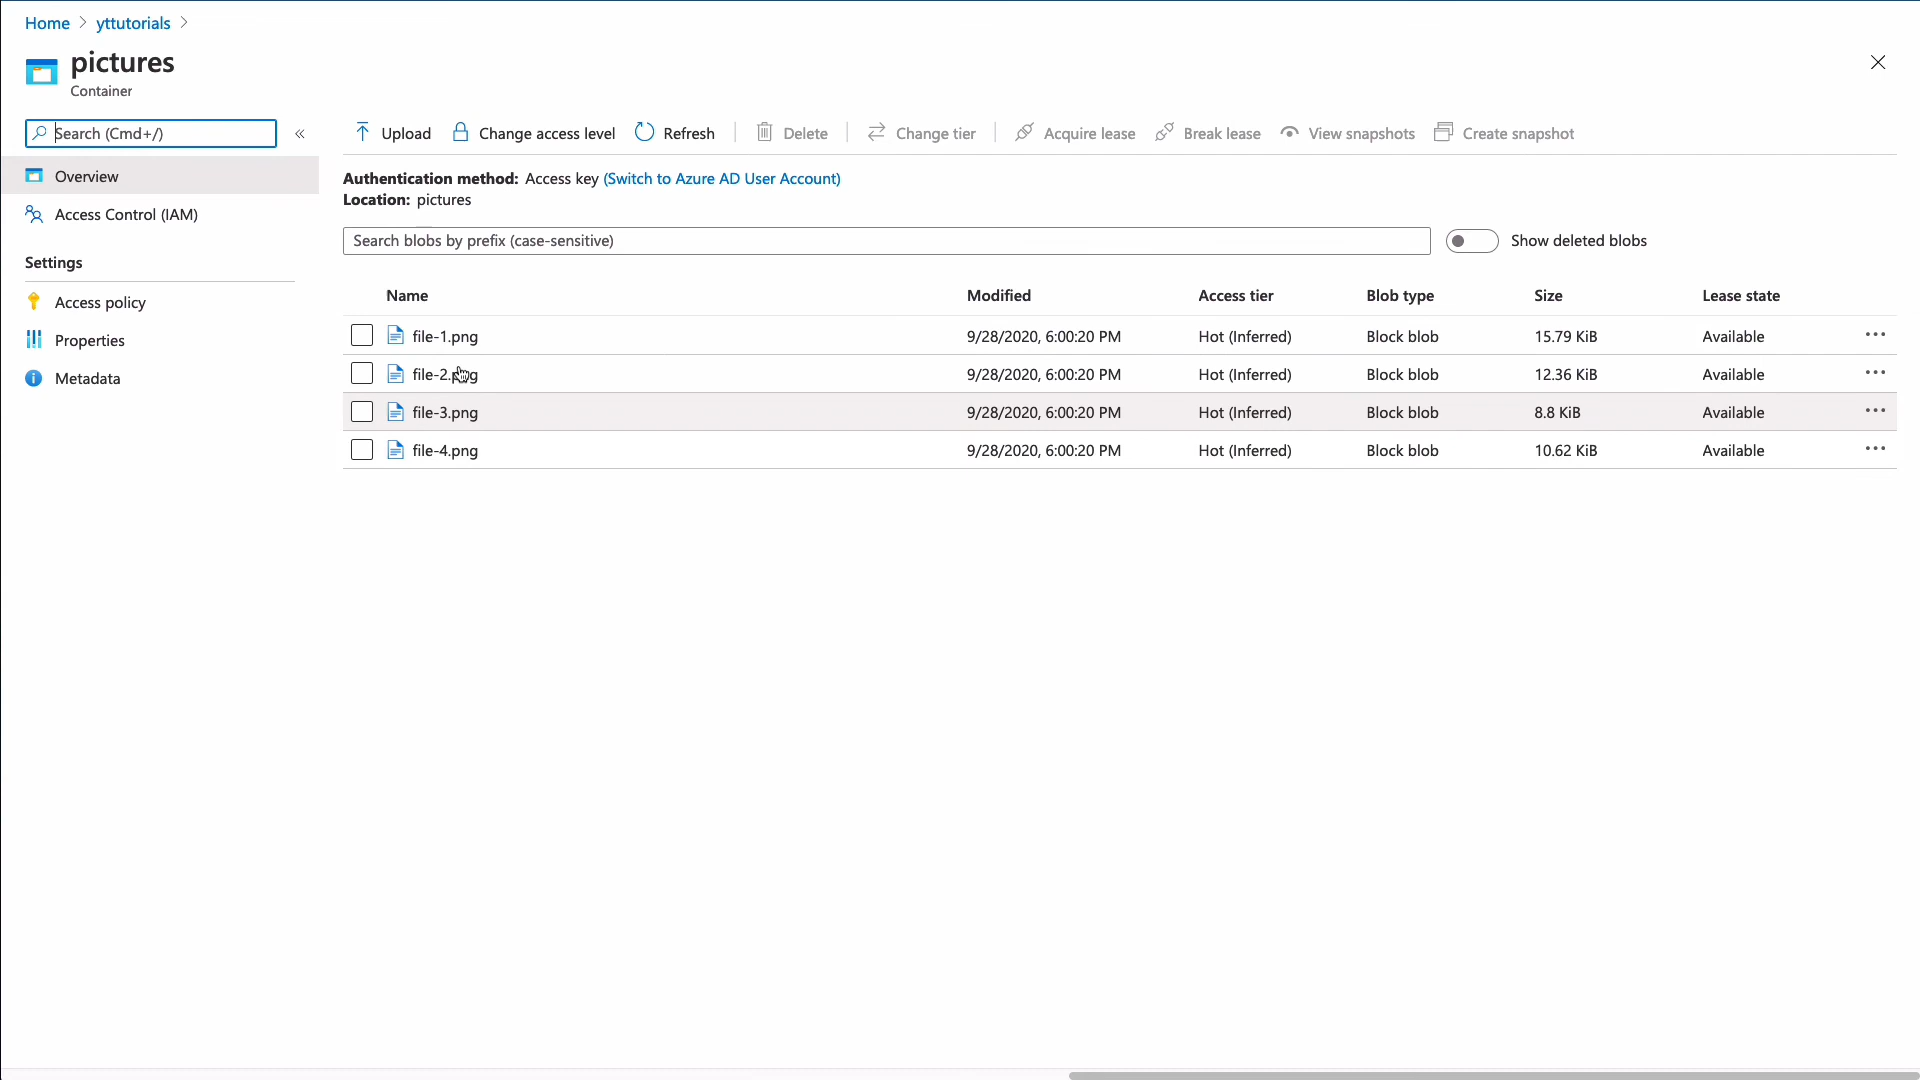 Home > yttutorials >
pictures
Container
Search (Cmd+/) «
Upload Change access level Refresh Delete Change tier Acquire lease Break lease View snapshots Create snapshot
Overview
Access Control (IAM)
Settings
Access policy
Properties
Metadata
Authentication method: Access key (Switch to Azure AD User Account)
Location: pictures
Search blobs by prefix (case-sensitive) Show deleted blobs
Name Modified Access tier Blob type Size Lease state
file-1.png 9/28/2020, 6:00:20 PM Hot (Inferred) Block blob 15.79 KiB Available ...
file-2.png 9/28/2020, 6:00:20 PM Hot (Inferred) Block blob 12.36 KiB Available ...
file-3.png 9/28/2020, 6:00:20 PM Hot (Inferred) Block blob 8.8 KiB Available ...
file-4.png 9/28/2020, 6:00:20 PM Hot (Inferred) Block blob 10.62 KiB Available ...